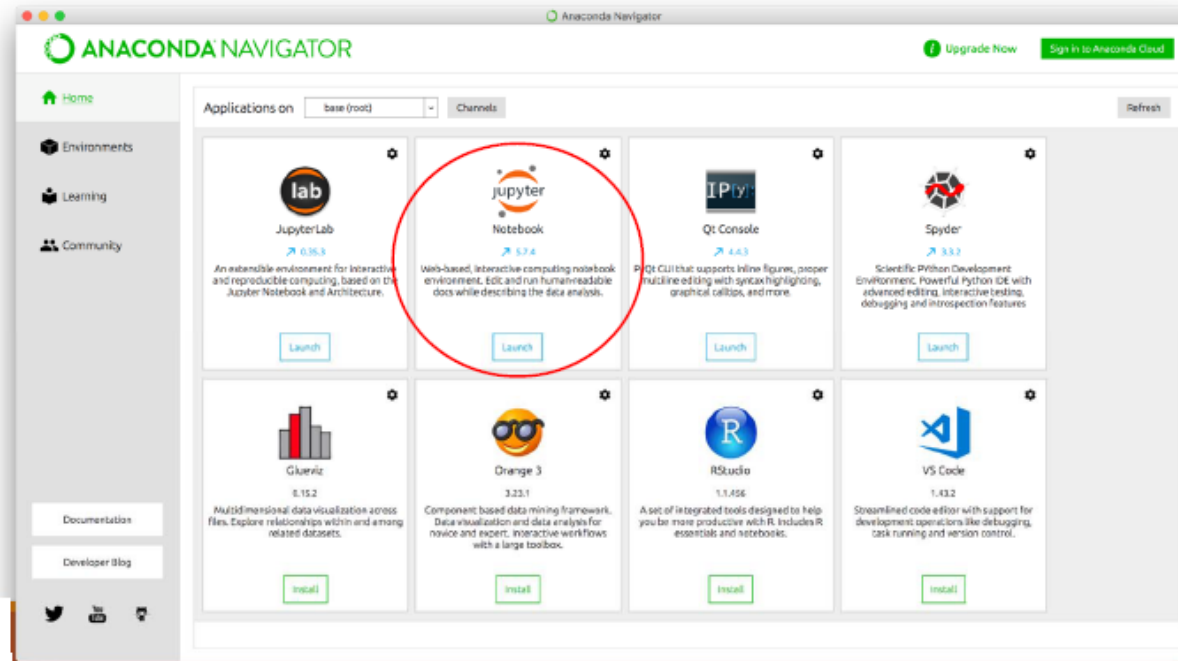 Anaconda Navigator
ANACONDA NAVIGATOR
Upgrade Now
Sign in to Anaconda Cloud
Home
Environments
Learning
Community
Documentation
Developer Blog
Applications on
base (root)
Channels
Refresh
lab
JupyterLab
0.35.3
An extensible environment for interactive
and reproducible computing, based on the
Jupyter Notebook and Architecture.
Launch
jupyter
Notebook
5.7.4
Web-based, interactive computing notebook
environment. Edit and run human-readable
docs while describing the data analysis.
Launch
IP[y]:
Qt Console
4.4.3
PyQt GUI that supports inline figures, proper
multiline editing with syntax highlighting,
graphical calltips, and more.
Launch
Spyder
3.3.2
Scientific PYthon Development
EnviRonment. Powerful Python IDE with
advanced editing, interactive testing,
debugging and introspection features
Launch
Glueviz
0.15.2
Multidimensional data visualization across
files. Explore relationships within and among
related datasets.
Install
Orange 3
3.23.1
Component based data mining framework.
Data visualization and data analysis for
novice and expert. Interactive workflows
with a large toolbox.
Install
R
RStudio
1.1.456
A set of integrated tools designed to help
you be more productive with R. Includes R
essentials and notebooks.
Install
VS Code
1.43.2
Streamlined code editor with support for
development operations like debugging,
task running and version control.
Install
You
Tube